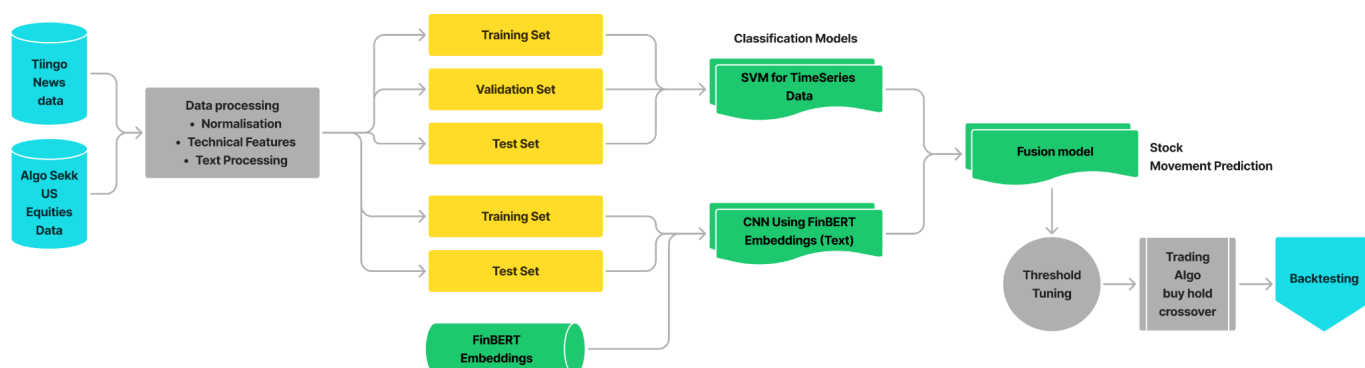 Tiingo
News
data
Algo Sekk
US
Equities
Data
Data processing
• Normalisation
• Technical Features
• Text Processing
Training Set
Validation Set
Test Set
Training Set
Test Set
FinBERT
Embeddings
Classification Models
SVM for TimeSeries
Data
CNN Using FinBERT
Embeddings (Text)
Fusion model
Stock
Movement Prediction
Threshold
Tuning
Trading
Algo
buy hold
crossover
Backtesting